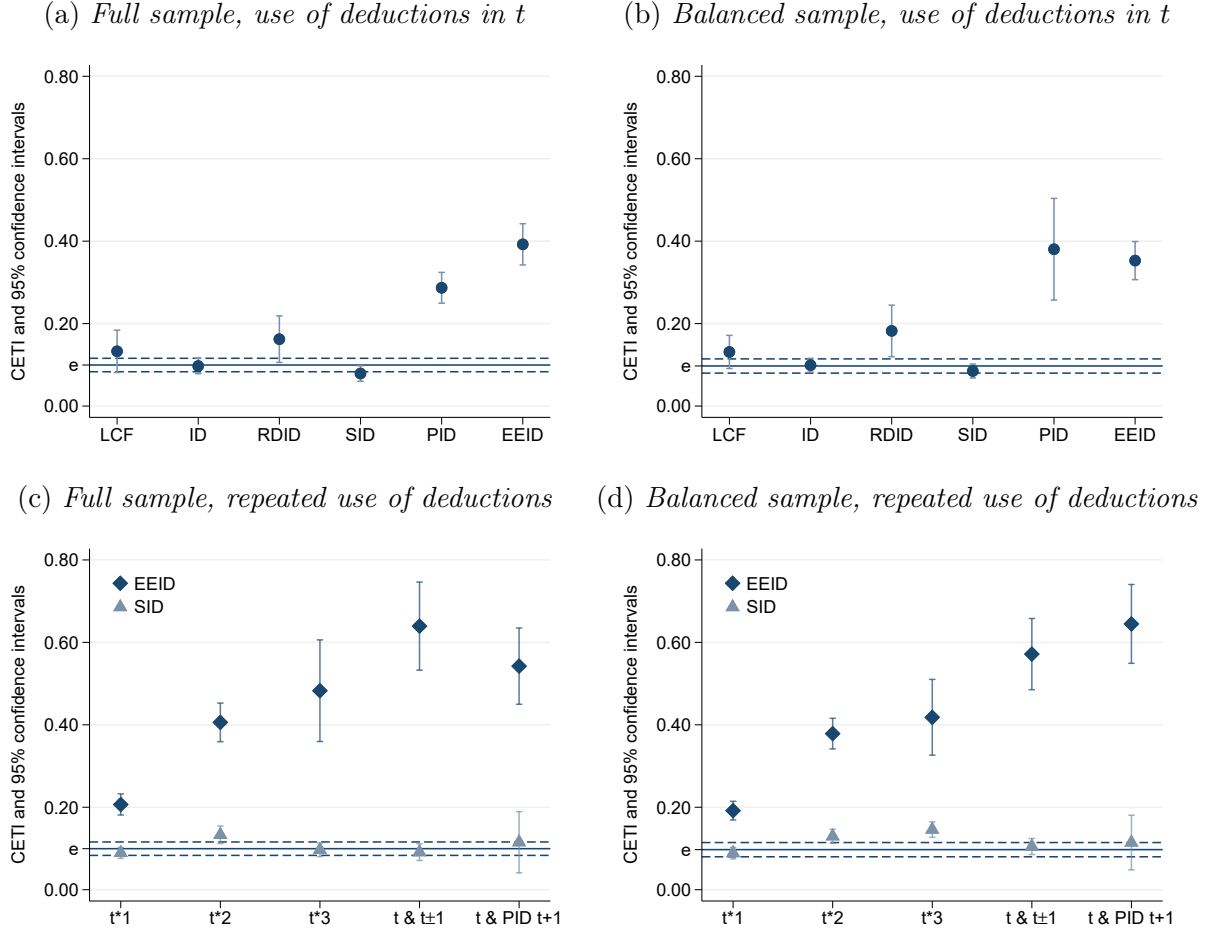 (a) Full sample, use of deductions in t
CETI and 95% confidence intervals
0.80
0.60
0.40
0.20
e
0.00
LCF ID RDID SID PID EEID
(b) Balanced sample, use of deductions in t
CETI and 95% confidence intervals
0.80
0.60
0.40
0.20
e
0.00
LCF ID RDID SID PID EEID
(c) Full sample, repeated use of deductions
CETI and 95% confidence intervals
0.80
0.60
0.40
0.20
e
0.00
EEID
SID
t*1 t*2 t*3 t & t±1 t & PID t+1
(d) Balanced sample, repeated use of deductions
CETI and 95% confidence intervals
0.80
0.60
0.40
0.20
e
0.00
EEID
SID
t*1 t*2 t*3 t & t±1 t & PID t+1